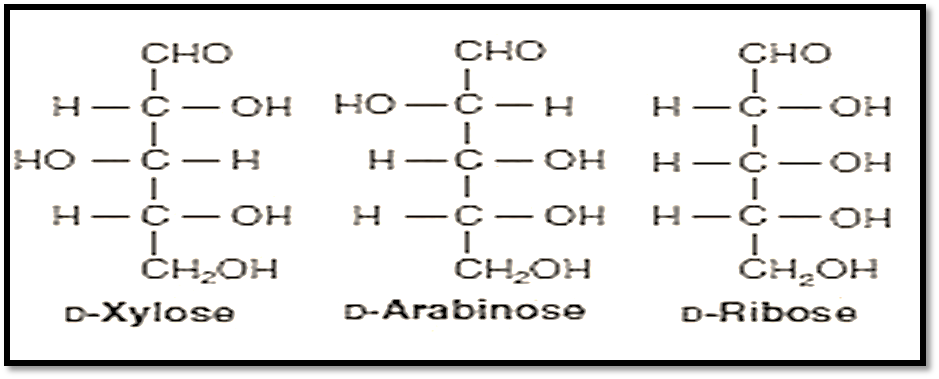 CHO CHO CHO
H — C — OH HO — C — H H — C — OH
HO — C — H H — C — OH H — C — OH
H — C — OH H — C — OH H — C — OH
CH₂OH CH₂OH CH₂OH
D-Xylose D-Arabinose D-Ribose